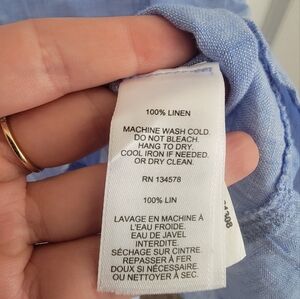 100% LINEN
MACHINE WASH COLD.
DO NOT BLEACH.
HANG TO DRY.
COOL IRON IF NEEDED.
OR DRY CLEAN.
RN 134578
100% LIN
LAVAGE EN MACHINE À
L'EAU FROIDE.
EAU DE JAVEL
INTERDITE.
SÉCHAGE SUR CINTRE.
REPASSER À FER
DOUX SI NÉCESSAIRE
OU NETTOYER À SEC.